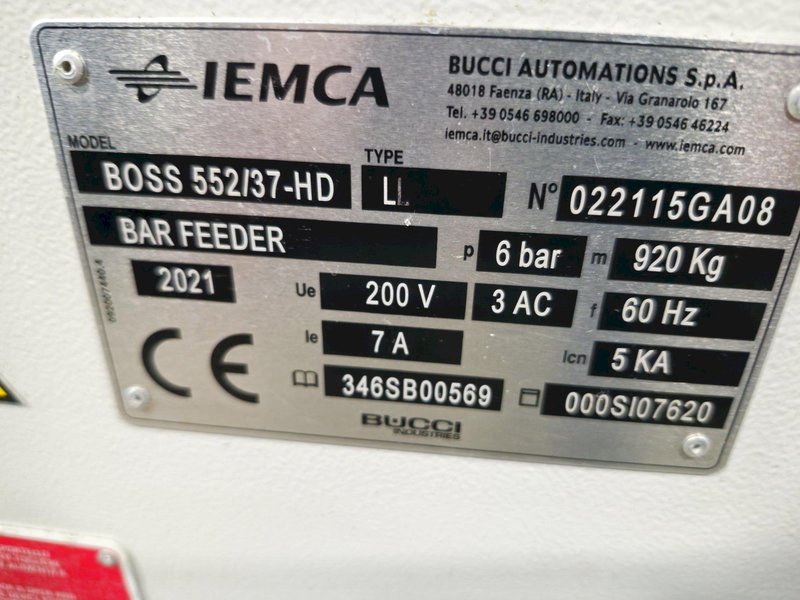 IEMCA
BUCCI AUTOMATIONS S.p.A.
48018 Faenza (RA) - Italy - Via Granarolo 167
Tel. +39 0546 698000 - Fax: +39 0546 46224
iemca.it@bucci-industries.com - www.iemca.com
MODEL
BOSS 552/37-HD
TYPE
LL
N° 022115GA08
BAR FEEDER
p 6 bar
m 920 Kg
2021
Ue 200 V
3 AC
f 60 Hz
Ie 7 A
Icn 5 KA
CE
346SB00569
000SI07620
BUCCI
INDUSTRIES